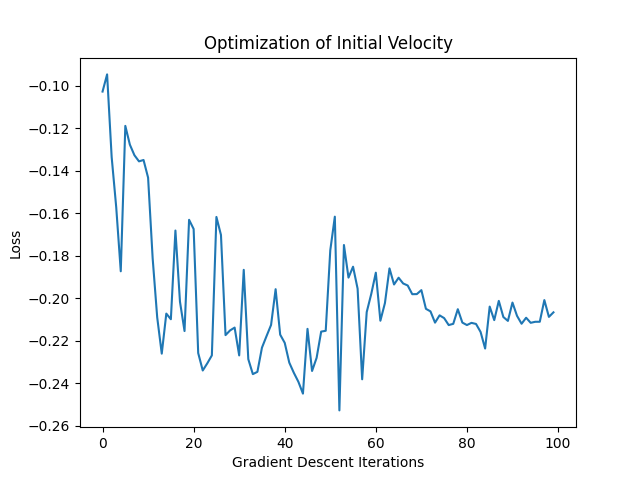 Optimization of Initial Velocity
−0.10
−0.12
−0.14
−0.16
−0.18
−0.20
−0.22
−0.24
−0.26
Loss
0 20 40 60 80 100
Gradient Descent Iterations